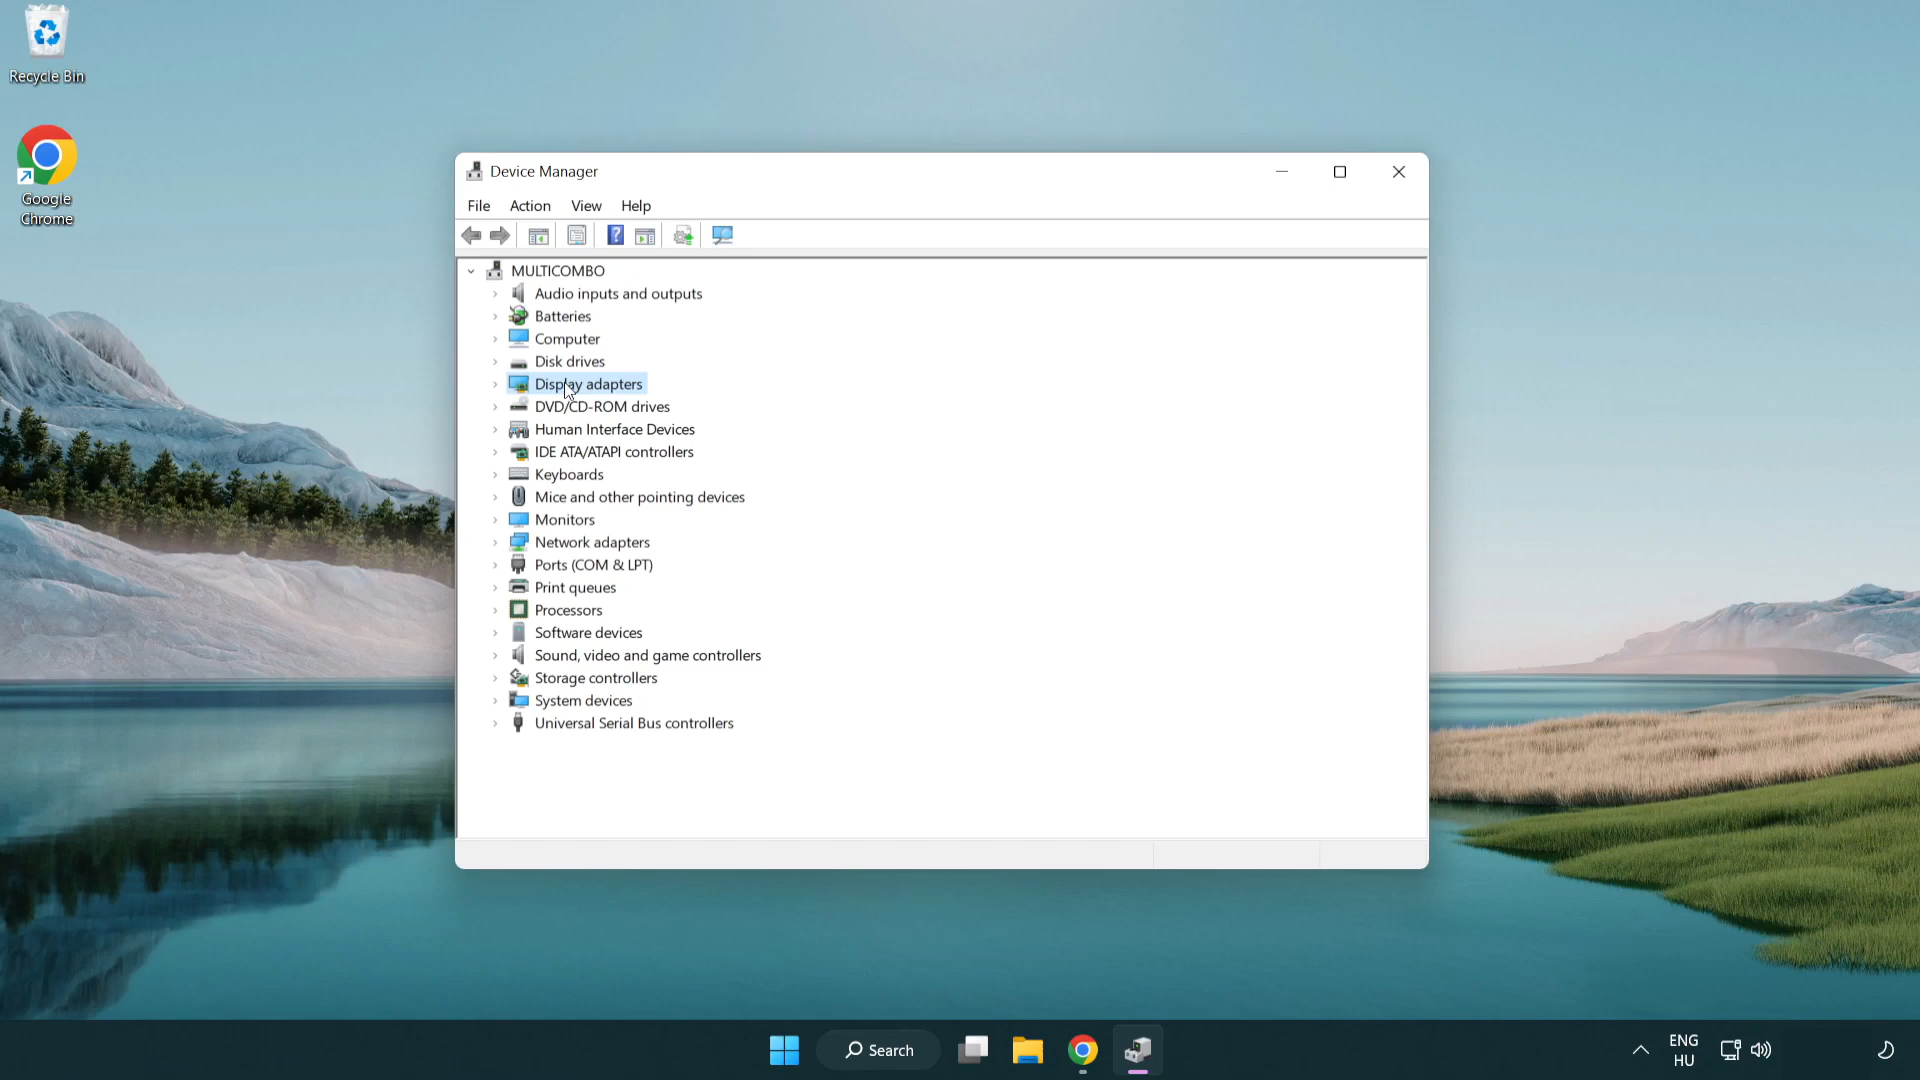 Recycle Bin
Google
Chrome
Device Manager
File Action View Help
MULTICOMBO
Audio inputs and outputs
Batteries
Computer
Disk drives
Display adapters
DVD/CD-ROM drives
Human Interface Devices
IDE ATA/ATAPI controllers
Keyboards
Mice and other pointing devices
Monitors
Network adapters
Ports (COM & LPT)
Print queues
Processors
Software devices
Sound, video and game controllers
Storage controllers
System devices
Universal Serial Bus controllers
Search
ENG
HU